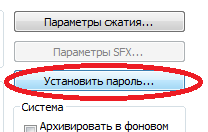 Параметры сжатия...
Параметры SFX...
Установить пароль...
Система
Архивировать в фоновом